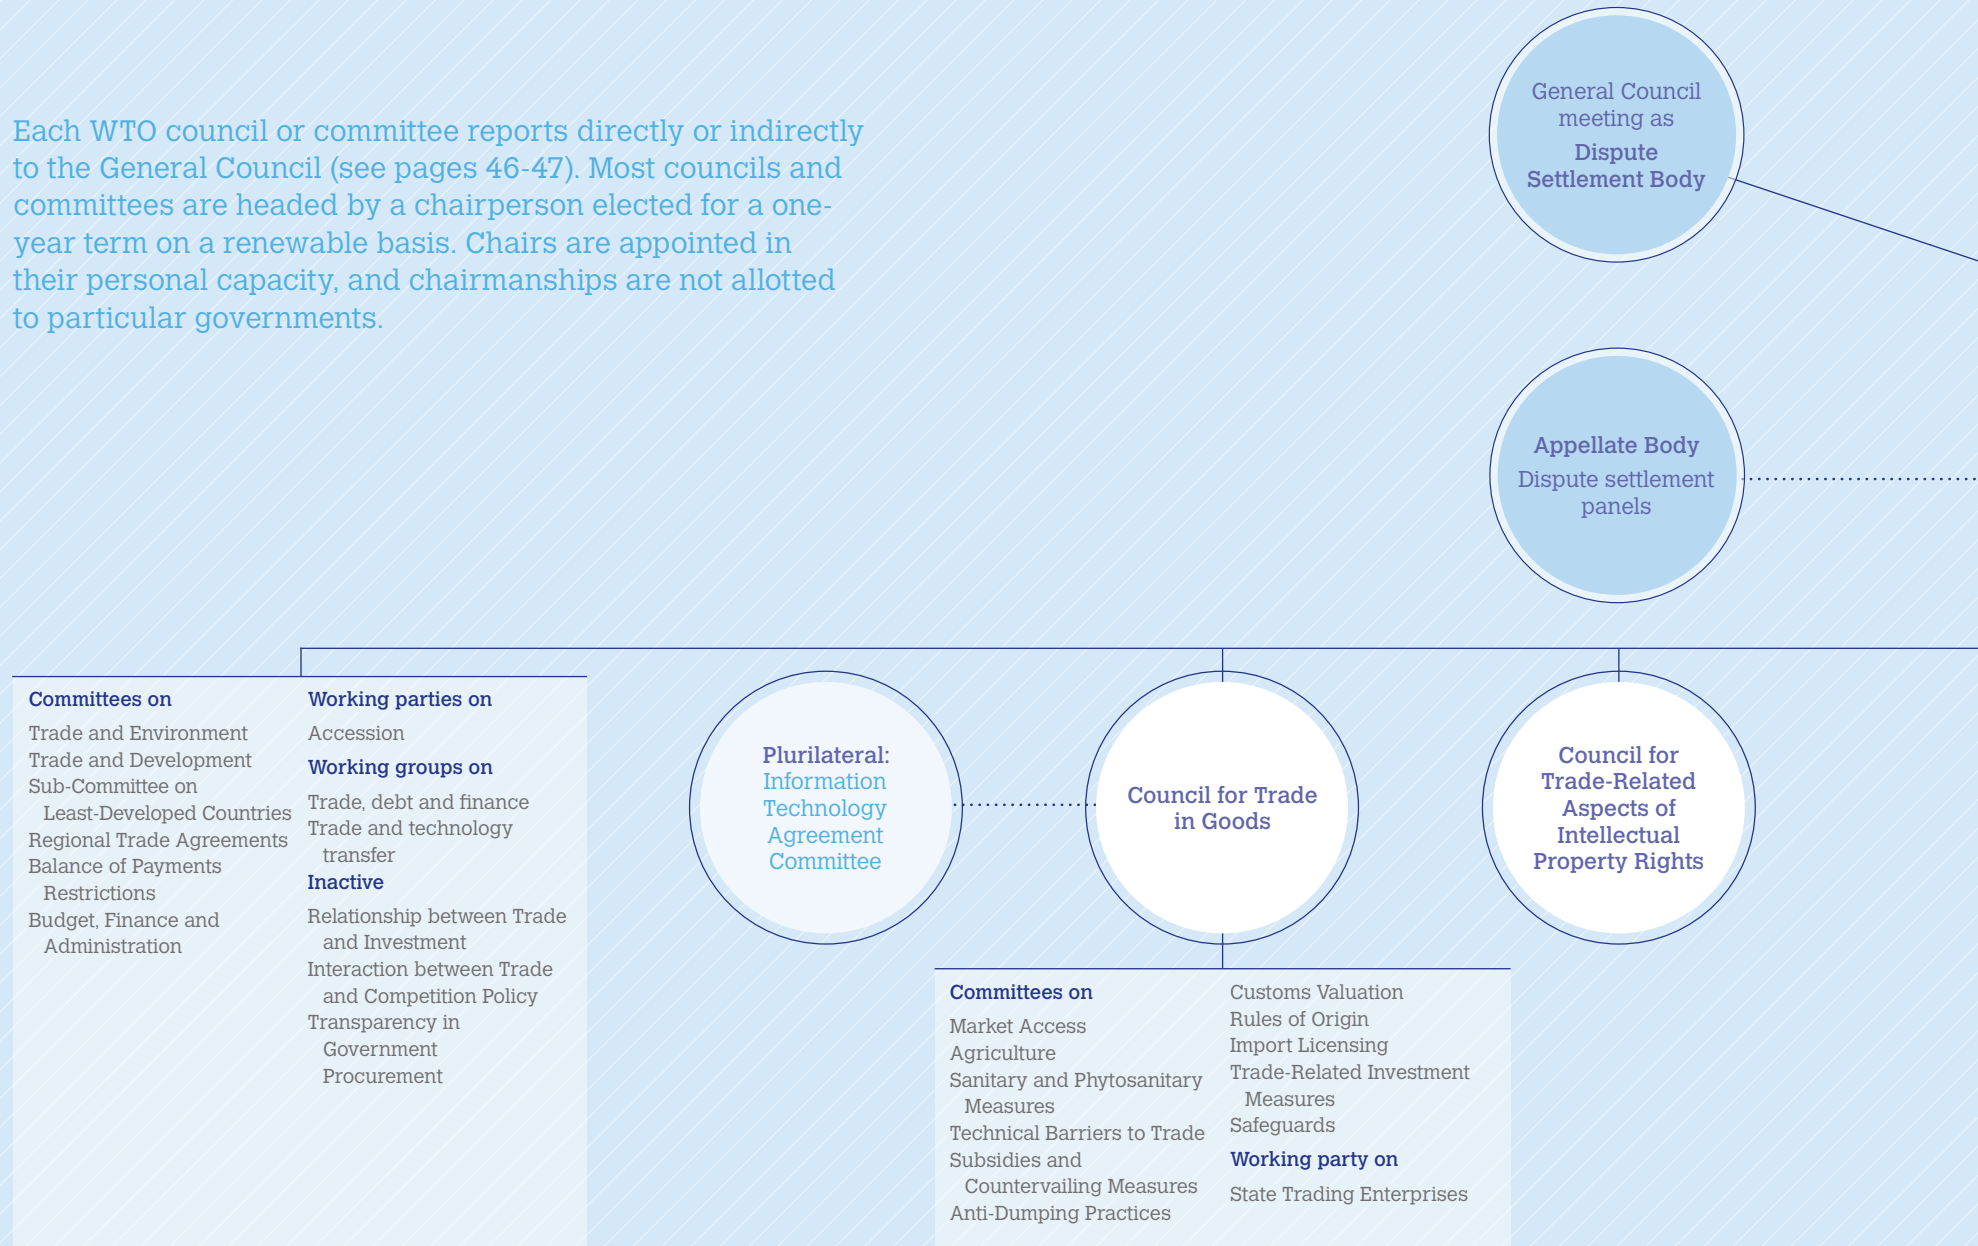 Each WTO council or committee reports directly or indirectly
to the General Council (see pages 46-47). Most councils and
committees are headed by a chairperson elected for a one-
year term on a renewable basis. Chairs are appointed in
their personal capacity, and chairmanships are not allotted
to particular governments.
General Council
meeting as
Dispute
Settlement Body
Appellate Body
Dispute settlement
panels
Committees on
Trade and Environment
Trade and Development
Sub-Committee on
Least-Developed Countries
Regional Trade Agreements
Balance of Payments
Restrictions
Budget, Finance and
Administration
Working parties on
Accession
Working groups on
Trade, debt and finance
Trade and technology
transfer
Inactive
Relationship between Trade
and Investment
Interaction between Trade
and Competition Policy
Transparency in
Government
Procurement
Plurilateral:
Information
Technology
Agreement
Committee
Council for Trade
in Goods
Council for
Trade-Related
Aspects of
Intellectual
Property Rights
Committees on
Market Access
Agriculture
Sanitary and Phytosanitary
Measures
Technical Barriers to Trade
Subsidies and
Countervailing Measures
Anti-Dumping Practices
Customs Valuation
Rules of Origin
Import Licensing
Trade-Related Investment
Measures
Safeguards
Working party on
State Trading Enterprises